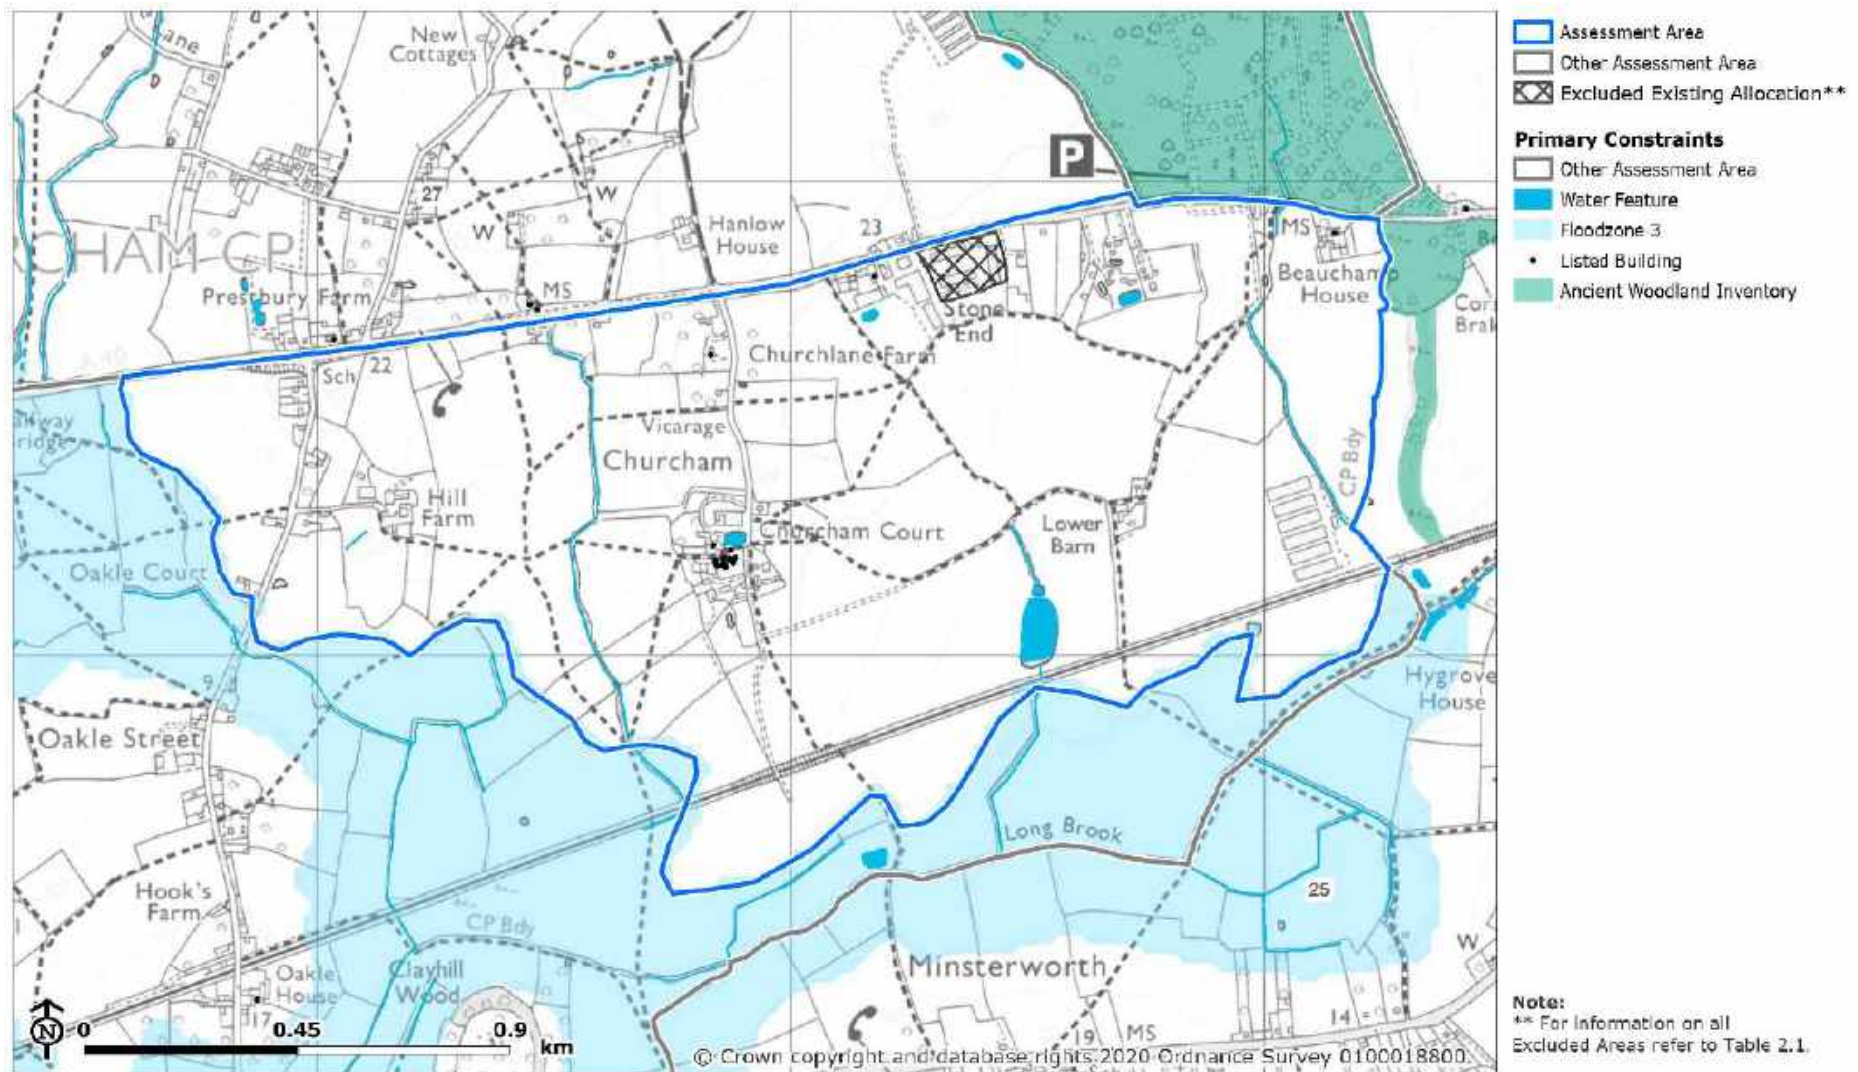 New
Cottages
Lane
P
27
W
W
Hanlow
House
23
RCHAM CP
Prestbury Farm
MS
MS
Beauchamp
House
Stone
End
Sch
22
Churchlane Farm
Vicarage
Churcham
CP Bdy
Hill
Farm
Churcham Court
Lower
Barn
Oakle Court
9
Hygrove
House
Oakle Street
Long Brook
Hook's
Farm
25
CP Bdy
W
Oakle
House
Clayhill
Wood
Minsterworth
17
19
MS
14
N
0 0.45 0.9
km
© Crown copyright and database rights 2020 Ordnance Survey 0100018800.
Assessment Area
Other Assessment Area
Excluded Existing Allocation**
Primary Constraints
Other Assessment Area
Water Feature
Floodzone 3
Listed Building
Ancient Woodland Inventory
Note:
** For information on all
Excluded Areas refer to Table 2.1.